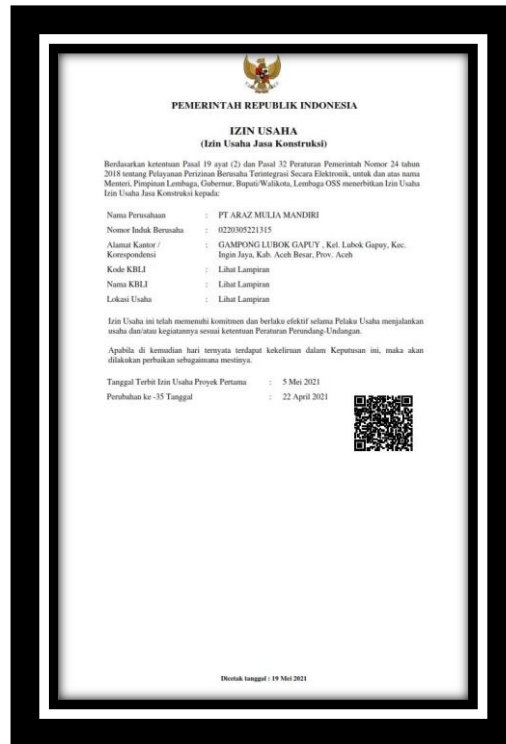 PEMERINTAH REPUBLIK INDONESIA
IZIN USAHA
(Izin Usaha Jasa Konstruksi)
Berdasarkan ketentuan Pasal 19 ayat (2) dan Pasal 32 Peraturan Pemerintah Nomor 24 tahun
2018 tentang Pelayanan Perizinan Berusaha Terintegrasi Secara Elektronik, untuk dan atas nama
Menteri, Pimpinan Lembaga, Gubernur, Bupati/Walikota, Lembaga OSS menerbitkan Izin Usaha
Izin Usaha Jasa Konstruksi kepada:
Nama Perusahaan : PT ARAZ MULIA MANDIRI
Nomor Induk Berusaha : 0220305221315
Alamat Kantor / : GAMPONG LUBOK GAPUY , Kel. Lubok Gapuy, Kec.
Korespondensi Ingin Jaya, Kab. Aceh Besar, Prov. Aceh
Kode KBLI : Lihat Lampiran
Nama KBLI : Lihat Lampiran
Lokasi Usaha : Lihat Lampiran
Izin Usaha ini telah memenuhi komitmen dan berlaku efektif selama Pelaku Usaha menjalankan
usaha dan/atau kegiatannya sesuai ketentuan Peraturan Perundang-Undangan.
Apabila di kemudian hari ternyata terdapat kekeliruan dalam Keputusan ini, maka akan
dilakukan perbaikan sebagaimana mestinya.
Tanggal Terbit Izin Usaha Proyek Pertama : 5 Mei 2021
Perubahan ke -35 Tanggal : 22 April 2021
Dicetak tanggal : 19 Mei 2021